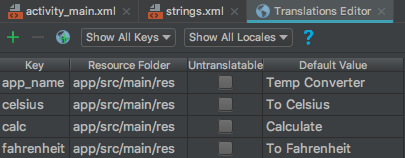 activity_main.xml strings.xml Translations Editor
Show All Keys Show All Locales ?
Key Resource Folder Untranslatable Default Value
app_name app/src/main/res Temp Converter
celsius app/src/main/res To Celsius
calc app/src/main/res Calculate
fahrenheit app/src/main/res To Fahrenheit